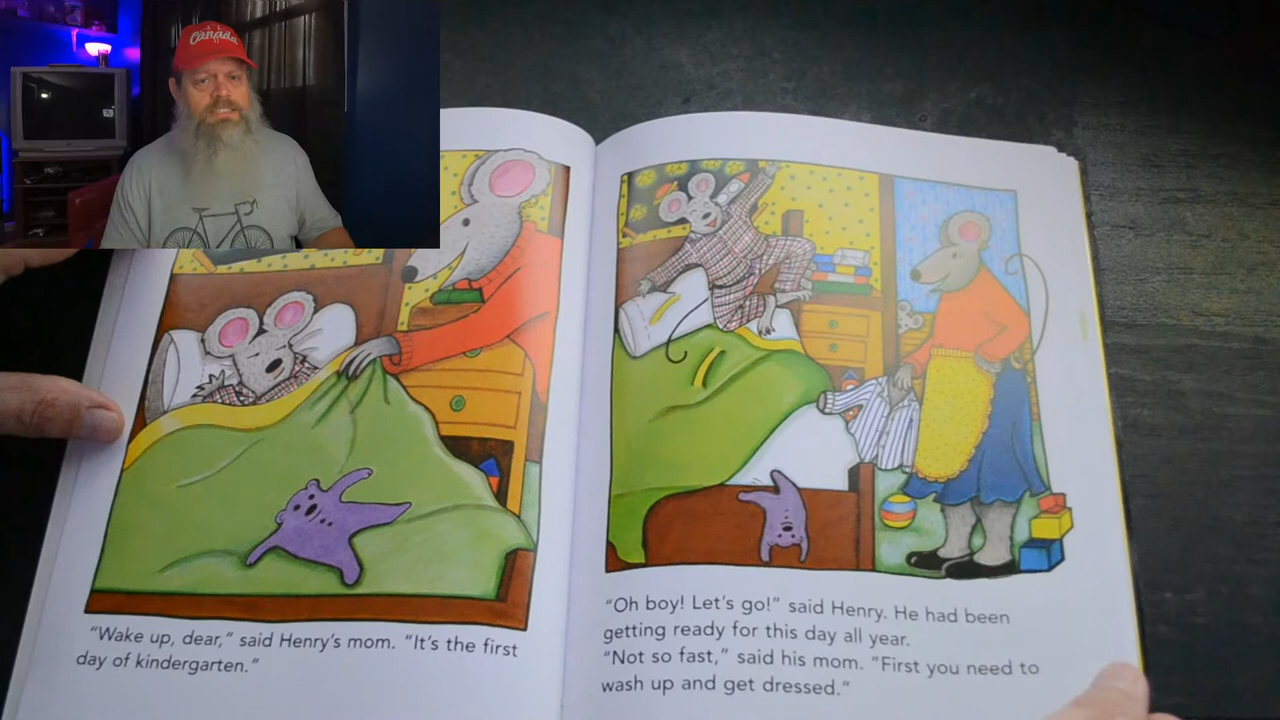 Canada
"Wake up, dear," said Henry's mom. "It's the first
day of kindergarten."
"Oh boy! Let's go!" said Henry. He had been
getting ready for this day all year.
"Not so fast," said his mom. "First you need to
wash up and get dressed."